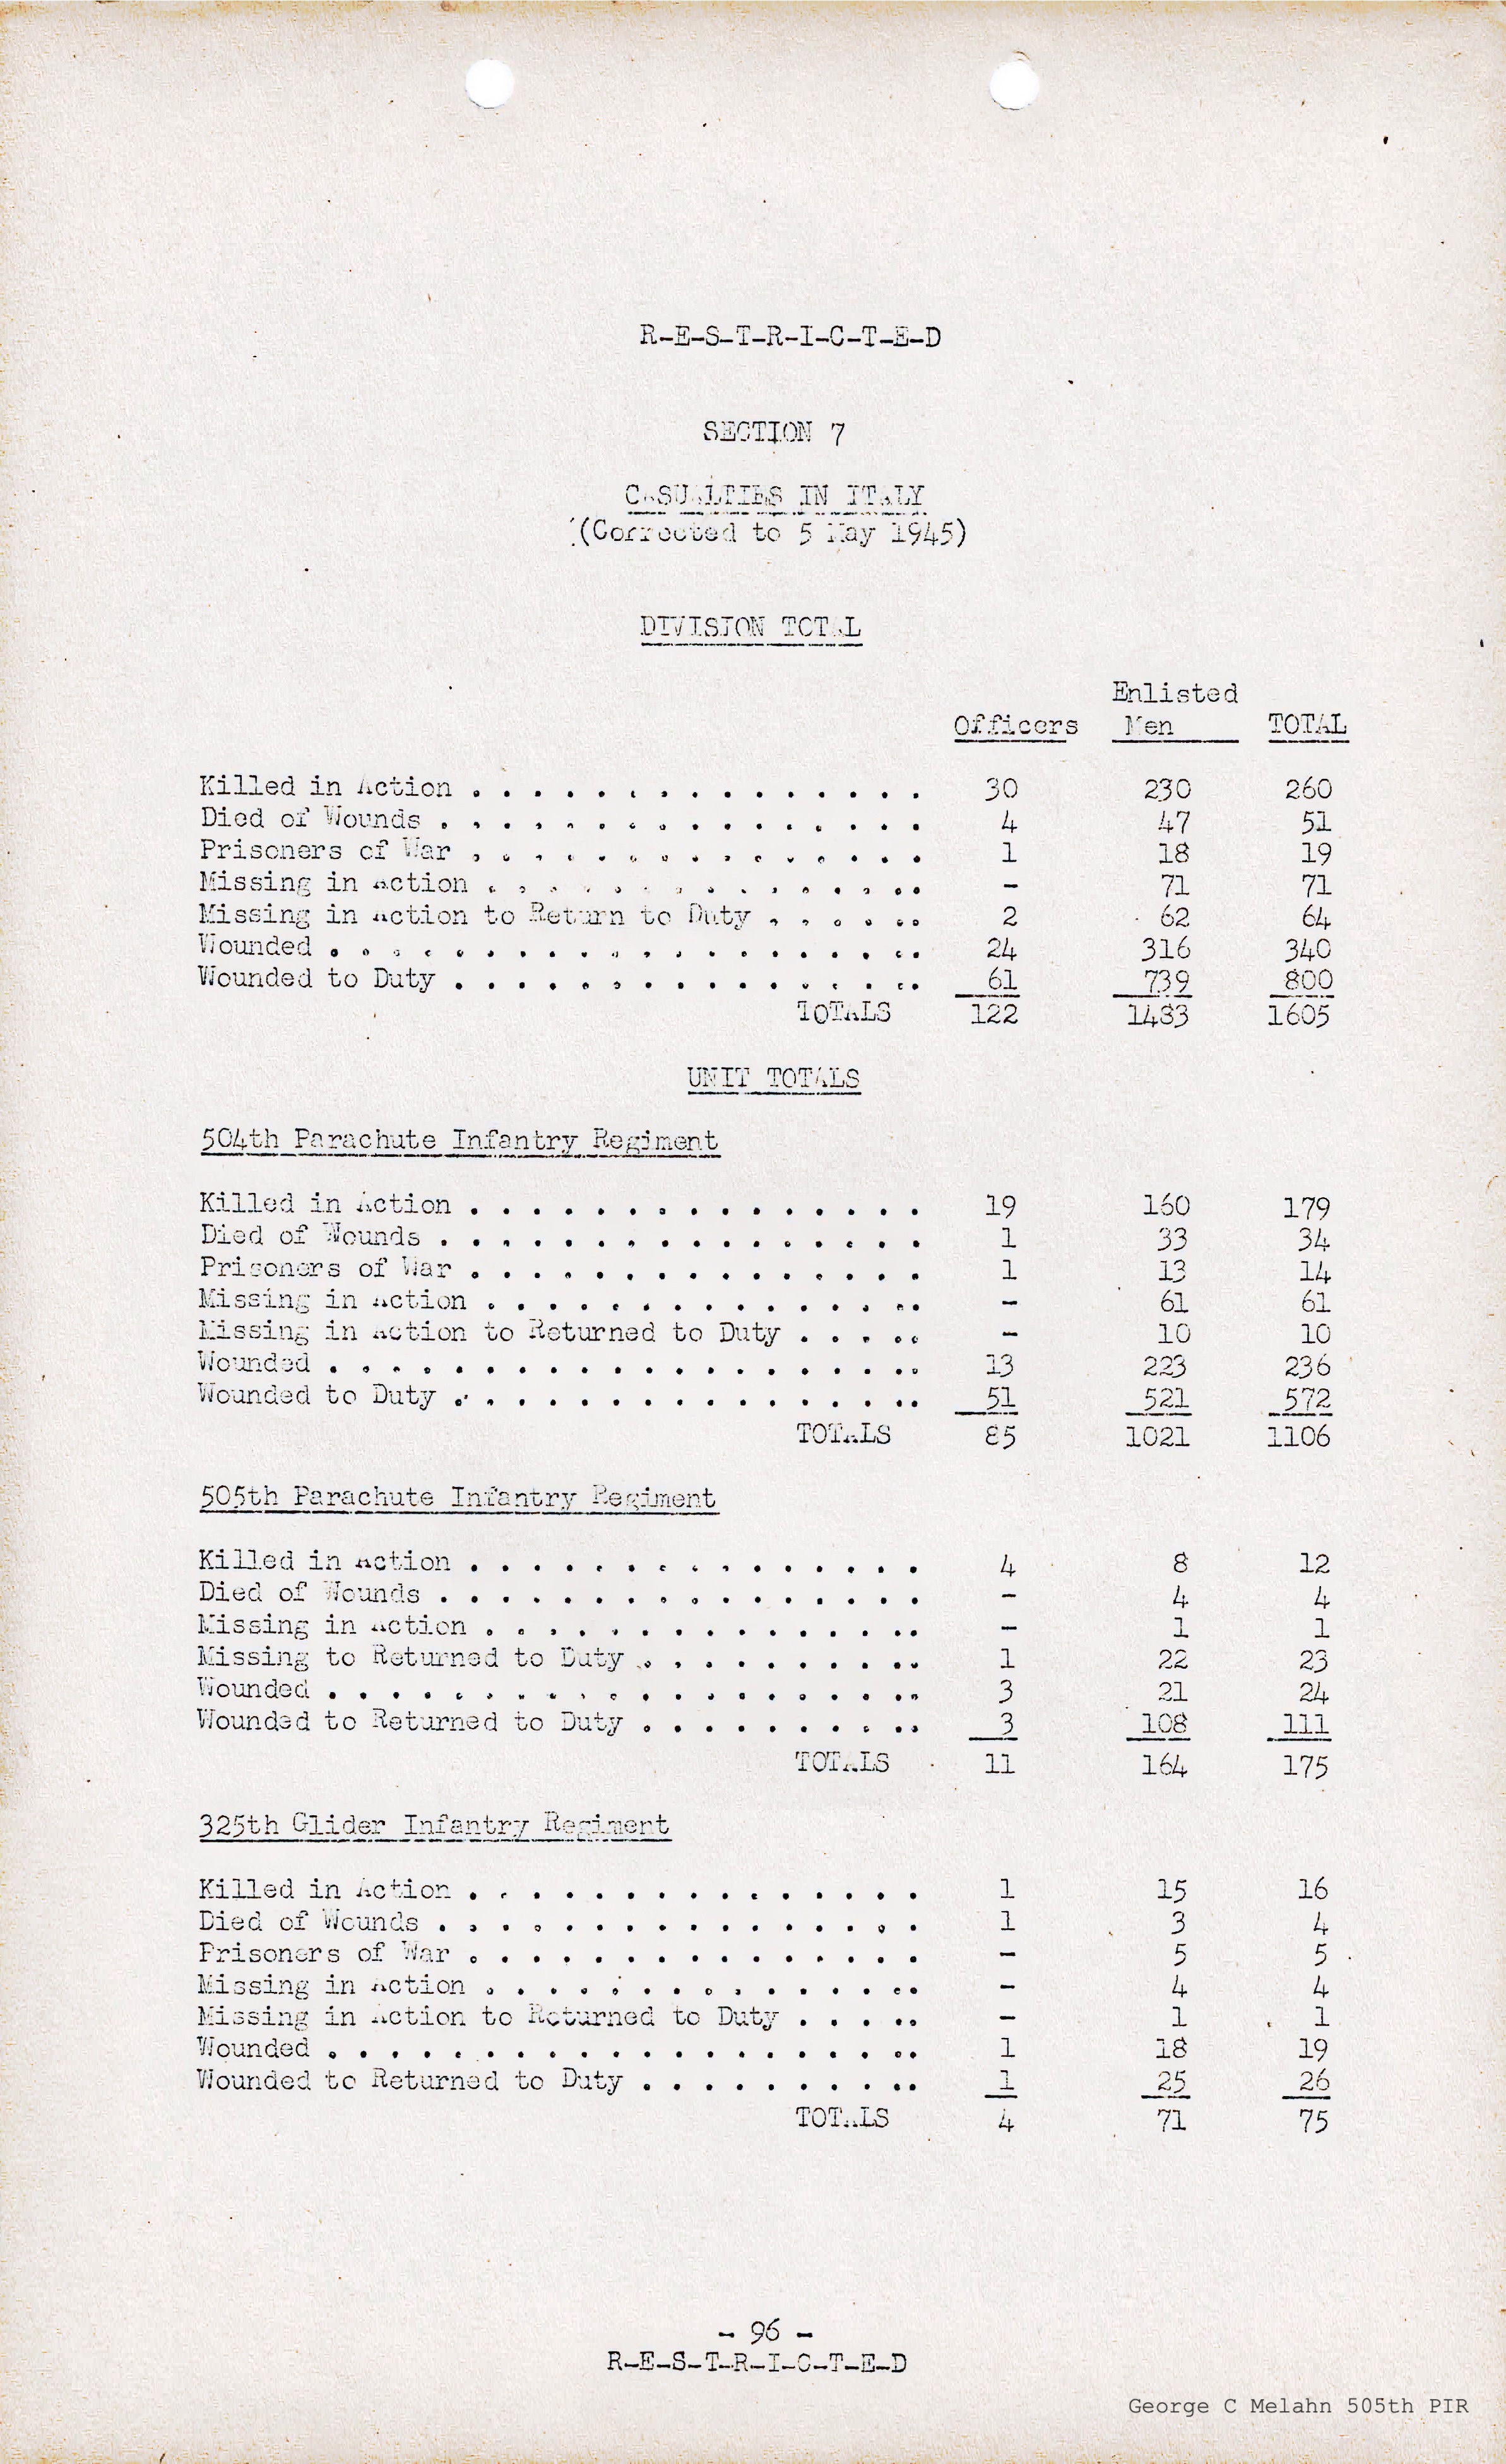 R-E-S-T-R-I-C-T-E-D
SECTION 7
CASUALTIES IN ITALY
(Corrected to 5 May 1945)
DIVISION TOTAL
Enlisted
Officers Men TOTAL
Killed in Action . . . . . . . . . . . . . . . 30 230 260
Died of Wounds . . . . . . . . . . . . . . . . 4 47 51
Prisoners of War . . . . . . . . . . . . . . . 1 18 19
Missing in Action . . . . . . . . . . . . . .. - 71 71
Missing in Action to Return to Duty . . . . .. 2 62 64
Wounded . . . . . . . . . . . . . . . . . . .. 24 316 340
Wounded to Duty . . . . . . . . . . . . . . .. 61 739 800
TOTALS 122 1483 1605
UNIT TOTALS
504th Parachute Infantry Regiment
Killed in Action . . . . . . . . . . . . . . . 19 160 179
Died of Wounds . . . . . . . . . . . . . . . . 1 33 34
Prisoners of War . . . . . . . . . . . . . . . 1 13 14
Missing in Action . . . . . . . . . . . . . .. - 61 61
Missing in Action to Returned to Duty . . . .. - 10 10
Wounded . . . . . . . . . . . . . . . . . . .. 13 223 236
Wounded to Duty . . . . . . . . . . . . . . .. 51 521 572
TOTALS 85 1021 1106
505th Parachute Infantry Regiment
Killed in Action . . . . . . . . . . . . . . . 4 8 12
Died of Wounds . . . . . . . . . . . . . . . . - 4 4
Missing in Action . . . . . . . . . . . . . .. - 1 1
Missing to Returned to Duty . . . . . . . . .. 1 22 23
Wounded . . . . . . . . . . . . . . . . . . .. 3 21 24
Wounded to Returned to Duty . . . . . . . . .. 3 108 111
TOTALS 11 164 175
325th Glider Infantry Regiment
Killed in Action . . . . . . . . . . . . . . . 1 15 16
Died of Wounds . . . . . . . . . . . . . . . . 1 3 4
Prisoners of War . . . . . . . . . . . . . . . - 5 5
Missing in Action . . . . . . . . . . . . . .. - 4 4
Missing in Action to Returned to Duty . . . .. - 1 1
Wounded . . . . . . . . . . . . . . . . . . .. 1 18 19
Wounded to Returned to Duty . . . . . . . . .. 1 25 26
TOTALS 4 71 75
- 96 -
R-E-S-T-R-I-C-T-E-D
George C Melahn 505th PIR